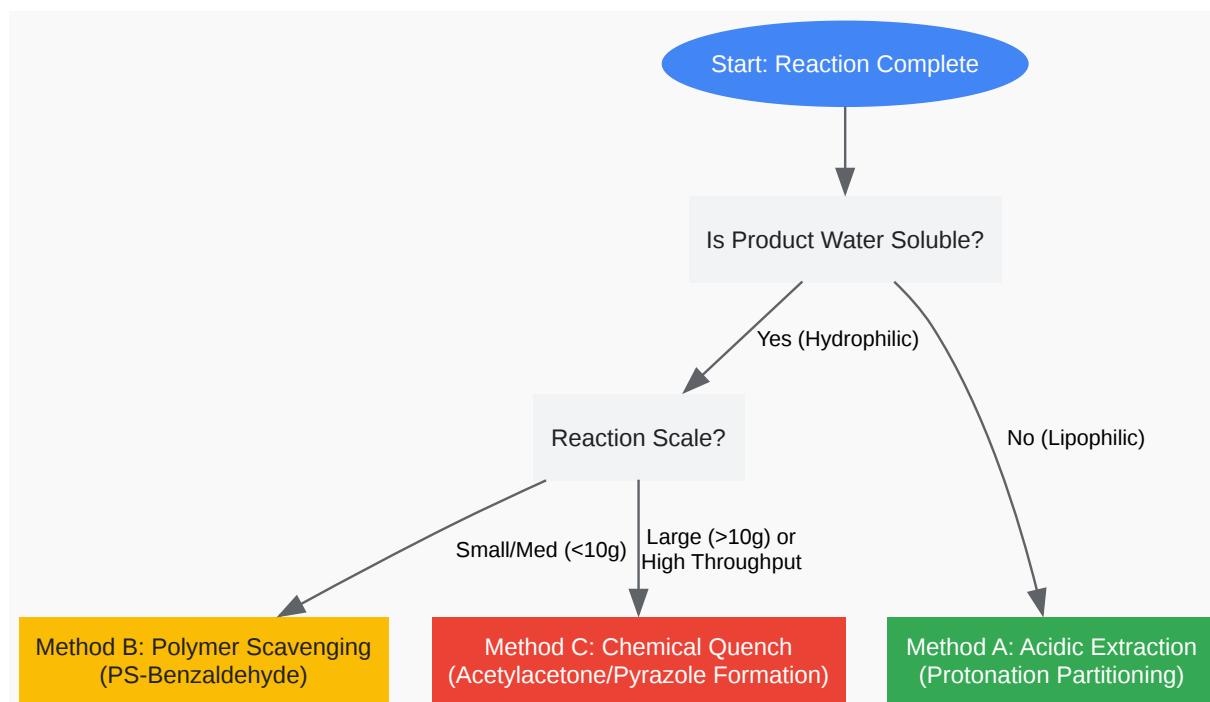 Start: Reaction Complete
Is Product Water Soluble?
Yes (Hydrophilic)
Reaction Scale?
No (Lipophilic)
Small/Med (<10g)
Large (>10g) or
High Throughput
Method B: Polymer Scavenging
(PS-Benzaldehyde)
Method C: Chemical Quench
(Acetylacetone/Pyrazole Formation)
Method A: Acidic Extraction
(Protonation Partitioning)